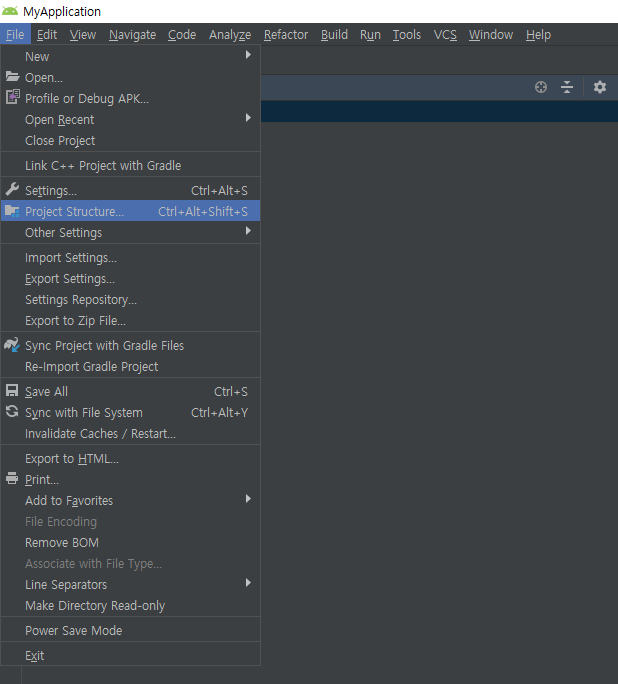 MyApplication
File Edit View Navigate Code Analyze Refactor Build Run Tools VCS Window Help
New
Open...
Profile or Debug APK...
Open Recent
Close Project
Link C++ Project with Gradle
Settings... Ctrl+Alt+S
Project Structure... Ctrl+Alt+Shift+S
Other Settings
Import Settings...
Export Settings...
Settings Repository...
Export to Zip File...
Sync Project with Gradle Files
Re-Import Gradle Project
Save All Ctrl+S
Sync with File System Ctrl+Alt+Y
Invalidate Caches / Restart...
Export to HTML...
Print...
Add to Favorites
File Encoding
Remove BOM
Associate with File Type...
Line Separators
Make Directory Read-only
Power Save Mode
Exit